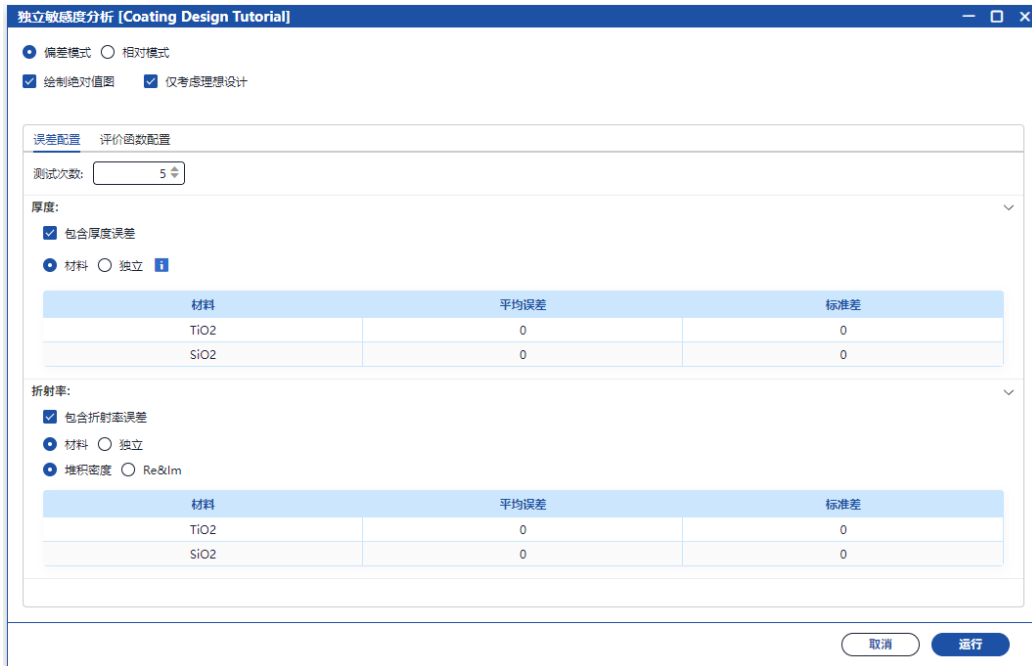 独立敏感度分析 [Coating Design Tutorial]
偏差模式 相对模式
绘制绝对值图 仅考虑理想设计
误差配置 评价函数配置
测试次数: 5
厚度:
包含厚度误差
材料 独立 i
材料 平均误差 标准差
TiO2 0 0
SiO2 0 0
折射率:
包含折射率误差
材料 独立
堆积密度 Re&Im
材料 平均误差 标准差
TiO2 0 0
SiO2 0 0
取消 运行